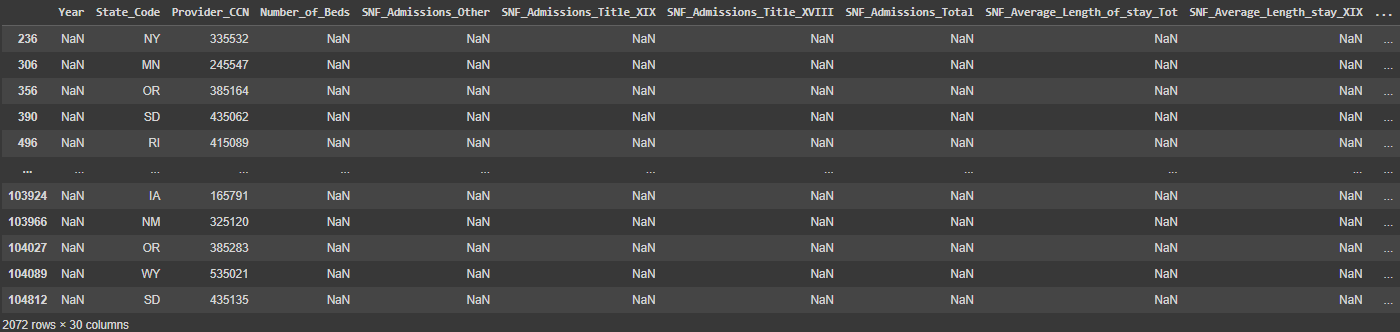 Year State_Code Provider_CCN Number_of_Beds SNF_Admissions_Other SNF_Admissions_Title_XIX SNF_Admissions_Title_XVIII SNF_Admissions_Total SNF_Average_Length_of_stay_Tot SNF_Average_Length_stay_XIX ...
236 NaN NY 335532 NaN NaN NaN NaN NaN NaN NaN ...
306 NaN MN 245547 NaN NaN NaN NaN NaN NaN NaN ...
356 NaN OR 385164 NaN NaN NaN NaN NaN NaN NaN ...
390 NaN SD 435062 NaN NaN NaN NaN NaN NaN NaN ...
496 NaN RI 415089 NaN NaN NaN NaN NaN NaN NaN ...
... ... ... ... ... ... ... ... ... ... ... ...
103924 NaN IA 165791 NaN NaN NaN NaN NaN NaN NaN ...
103966 NaN NM 325120 NaN NaN NaN NaN NaN NaN NaN ...
104027 NaN OR 385283 NaN NaN NaN NaN NaN NaN NaN ...
104089 NaN WY 535021 NaN NaN NaN NaN NaN NaN NaN ...
104812 NaN SD 435135 NaN NaN NaN NaN NaN NaN NaN ...
2072 rows × 30 columns